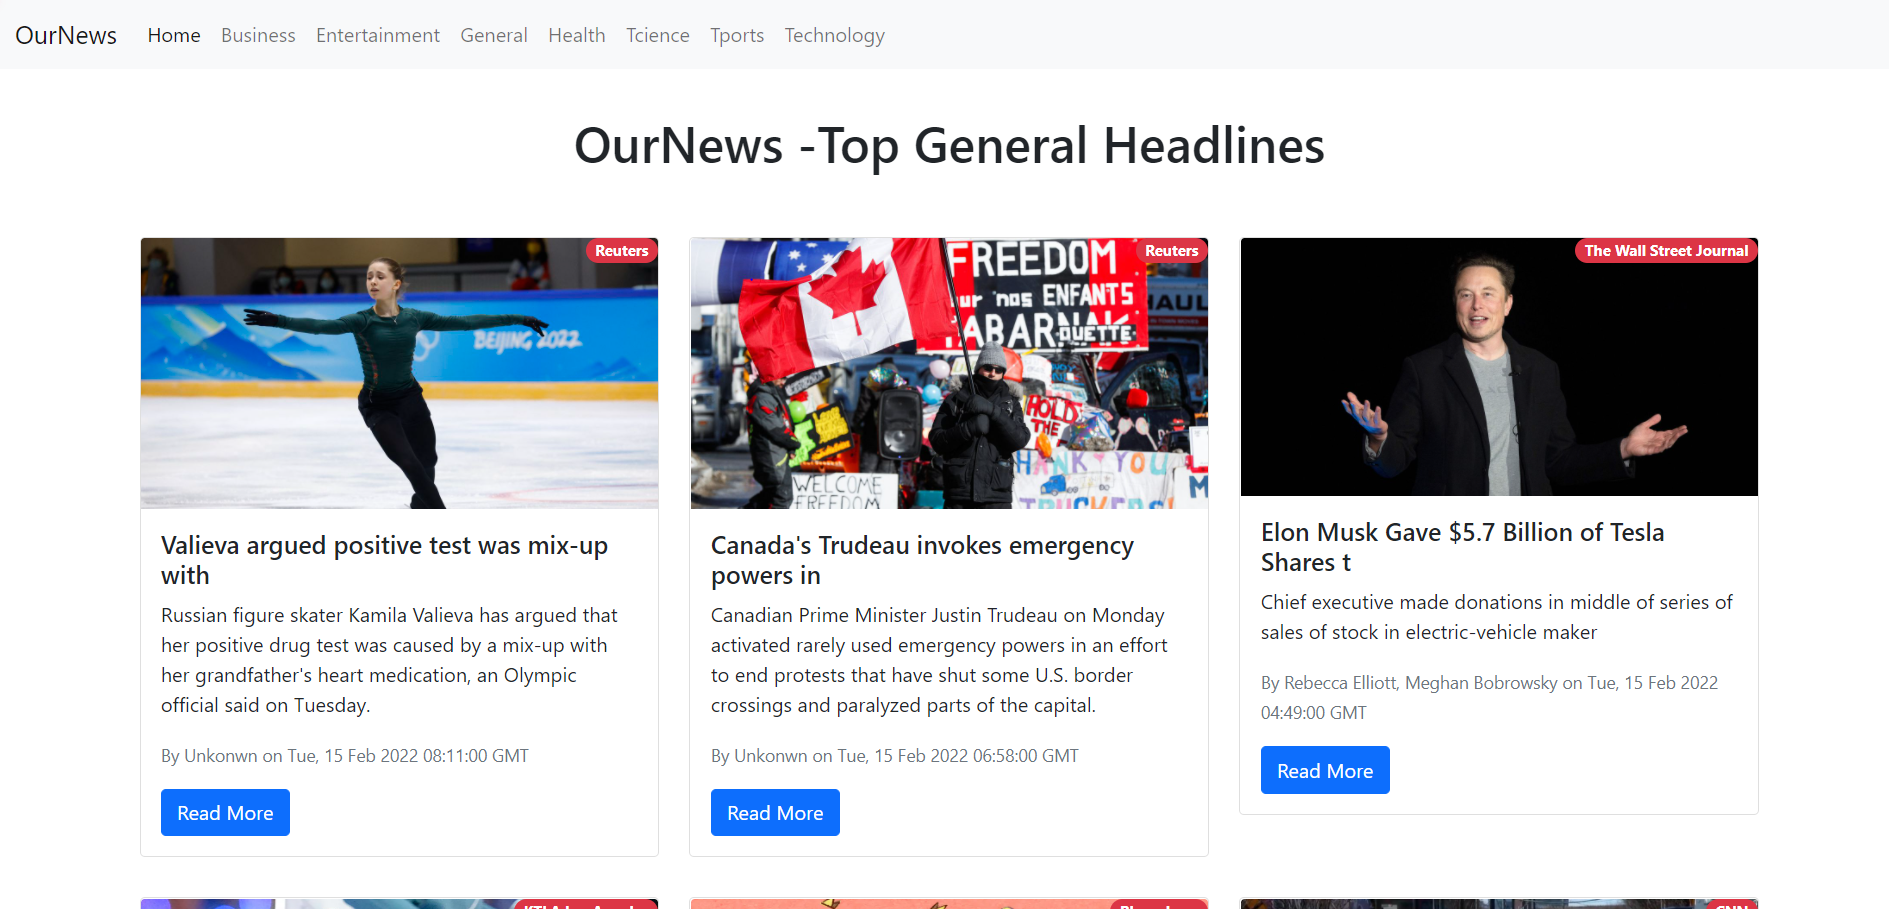 OurNews Home Business Entertainment General Health Tcience Tports Technology
OurNews -Top General Headlines
Reuters
BEIJING 2022
Valieva argued positive test was mix-up
with
Russian figure skater Kamila Valieva has argued that
her positive drug test was caused by a mix-up with
her grandfather's heart medication, an Olympic
official said on Tuesday.
By Unkonwn on Tue, 15 Feb 2022 08:11:00 GMT
Read More
Reuters
FREEDOM
nos ENFANTS
HOLD
THE
THANK YOU
TRUCKERS!
WELCOME
FREEDOM
Canada's Trudeau invokes emergency
powers in
Canadian Prime Minister Justin Trudeau on Monday
activated rarely used emergency powers in an effort
to end protests that have shut some U.S. border
crossings and paralyzed parts of the capital.
By Unkonwn on Tue, 15 Feb 2022 06:58:00 GMT
Read More
The Wall Street Journal
Elon Musk Gave $5.7 Billion of Tesla
Shares t
Chief executive made donations in middle of series of
sales of stock in electric-vehicle maker
By Rebecca Elliott, Meghan Bobrowsky on Tue, 15 Feb 2022
04:49:00 GMT
Read More
CNN